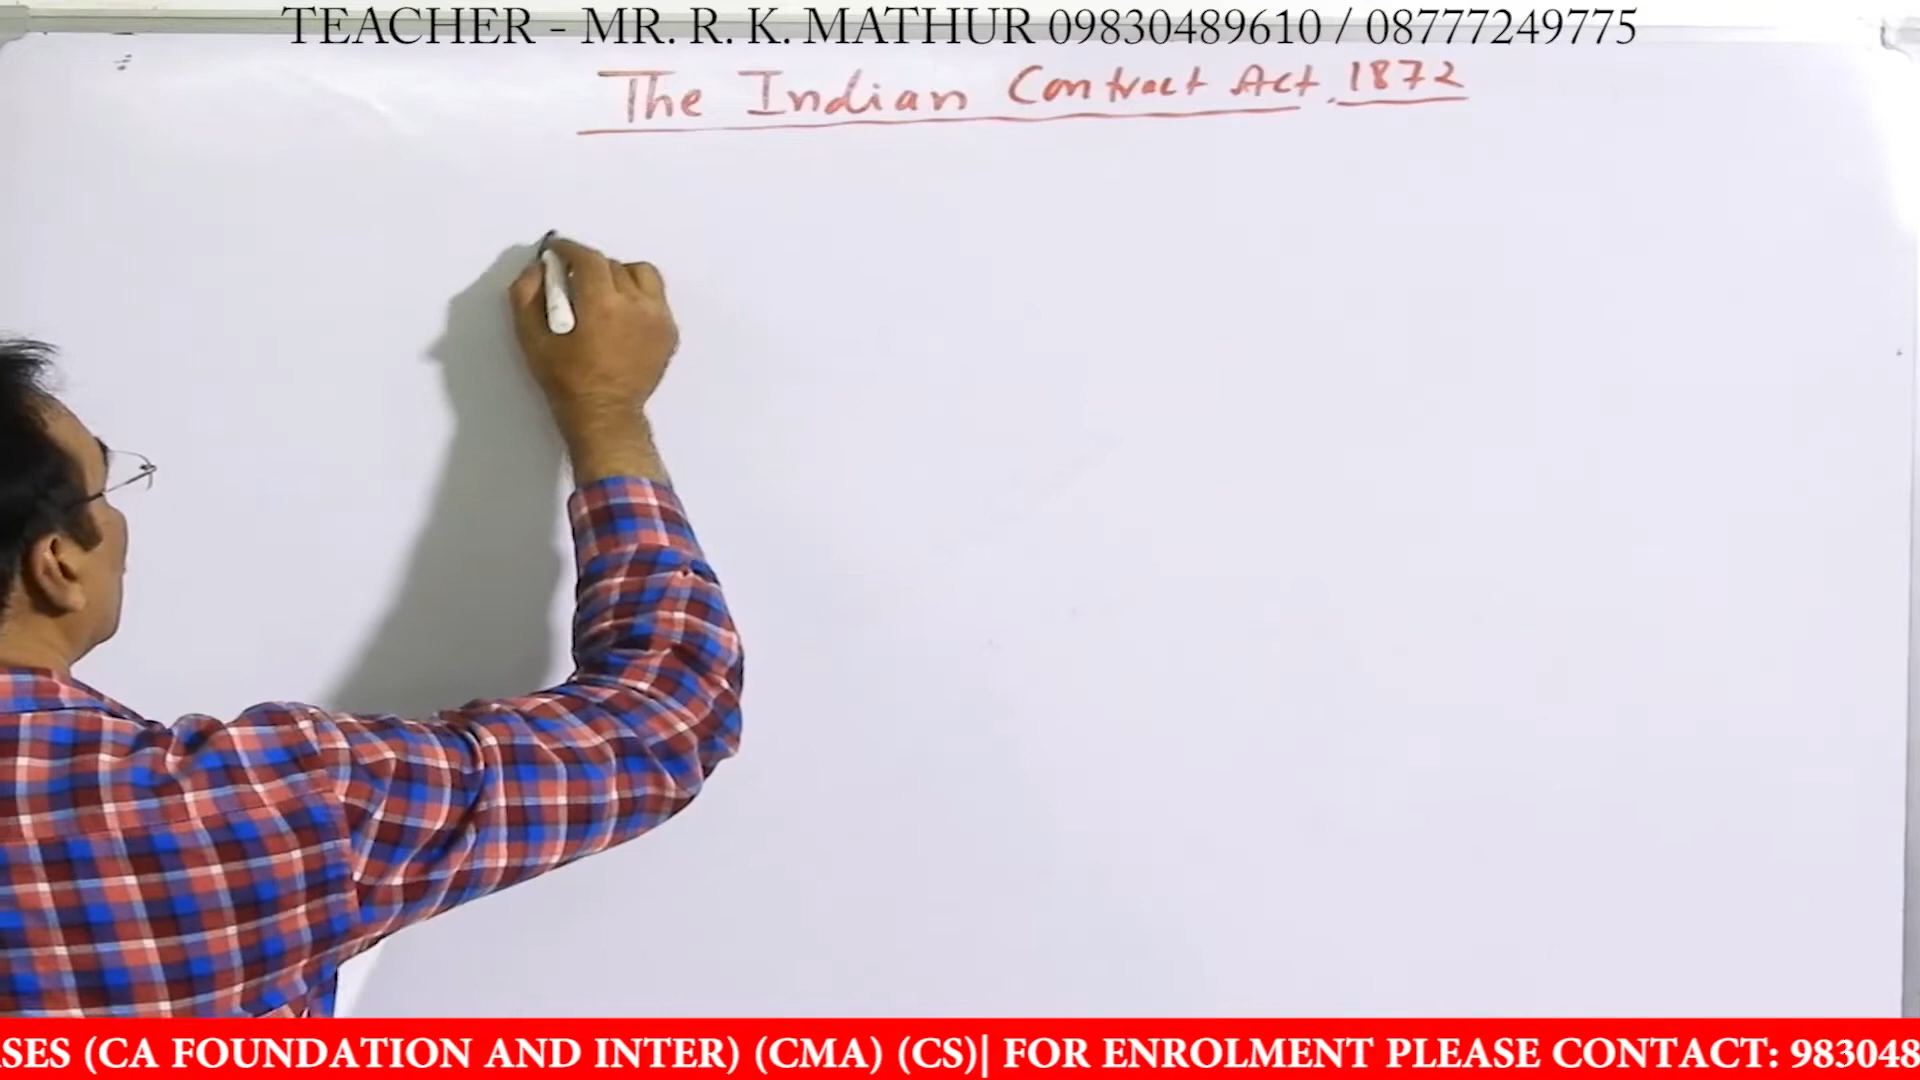 TEACHER - MR. R. K. MATHUR 09830489610 / 08777249775
The Indian Contract Act, 1872
SES (CA FOUNDATION AND INTER) (CMA) (CS)| FOR ENROLMENT PLEASE CONTACT: 983048